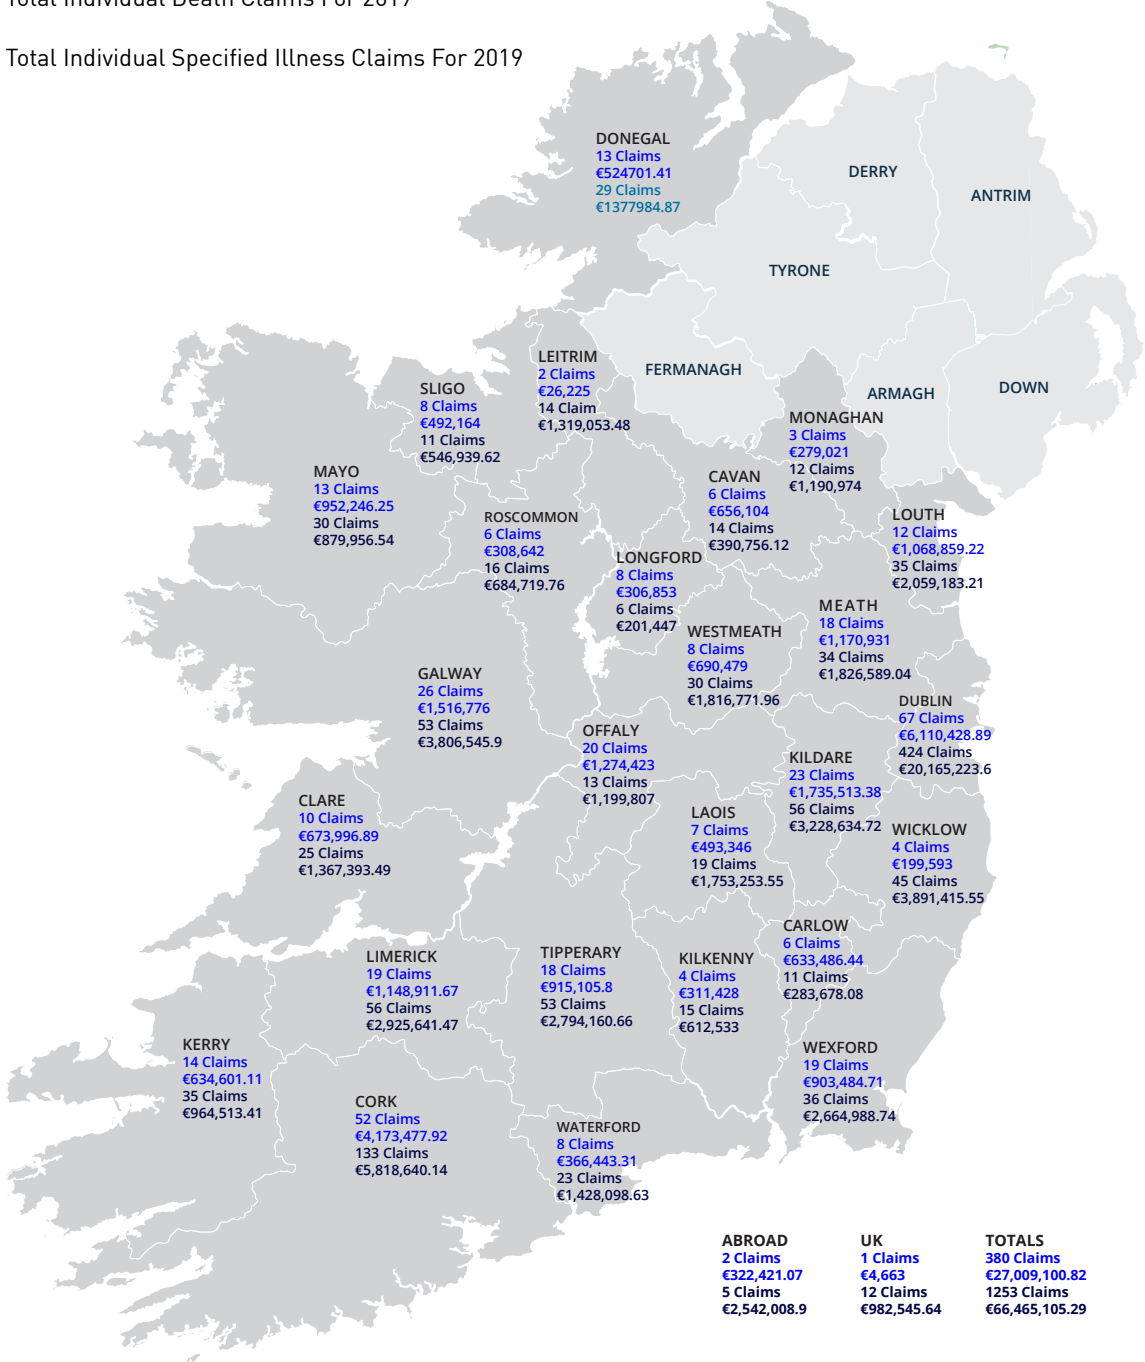 Total Individual Death Claims For 2019
Total Individual Specified Illness Claims For 2019
DONEGAL
13 Claims
€524701.41
29 Claims
€1377984.87
DERRY
ANTRIM
TYRONE
FERMANAGH
ARMAGH
DOWN
LEITRIM
2 Claims
€26,225
14 Claim
€1,319,053.48
SLIGO
8 Claims
€492,164
11 Claims
€546,939.62
MONAGHAN
3 Claims
€279,021
12 Claims
€1,190,974
MAYO
13 Claims
€952,246.25
30 Claims
€879,956.54
CAVAN
6 Claims
€656,104
14 Claims
€390,756.12
ROSCOMMON
6 Claims
€308,642
16 Claims
€684,719.76
LOUTH
12 Claims
€1,068,859.22
35 Claims
€2,059,183.21
LONGFORD
8 Claims
€306,853
6 Claims
€201,447
MEATH
18 Claims
€1,170,931
34 Claims
€1,826,589.04
WESTMEATH
8 Claims
€690,479
30 Claims
€1,816,771.96
GALWAY
26 Claims
€1,516,776
53 Claims
€3,806,545.9
DUBLIN
67 Claims
€6,110,428.89
424 Claims
€20,165,223.6
OFFALY
20 Claims
€1,274,423
13 Claims
€1,199,807
KILDARE
23 Claims
€1,735,513.38
56 Claims
€3,228,634.72
CLARE
10 Claims
€673,996.89
25 Claims
€1,367,393.49
LAOIS
7 Claims
€493,346
19 Claims
€1,753,253.55
WICKLOW
4 Claims
€199,593
45 Claims
€3,891,415.55
CARLOW
6 Claims
€633,486.44
11 Claims
€283,678.08
LIMERICK
19 Claims
€1,148,911.67
56 Claims
€2,925,641.47
TIPPERARY
18 Claims
€915,105.8
53 Claims
€2,794,160.66
KILKENNY
4 Claims
€311,428
15 Claims
€612,533
KERRY
14 Claims
€634,601.11
35 Claims
€964,513.41
WEXFORD
19 Claims
€903,484.71
36 Claims
€2,664,988.74
CORK
52 Claims
€4,173,477.92
133 Claims
€5,818,640.14
WATERFORD
8 Claims
€366,443.31
23 Claims
€1,428,098.63
ABROAD
2 Claims
€322,421.07
5 Claims
€2,542,008.9
UK
1 Claims
€4,663
12 Claims
€982,545.64
TOTALS
380 Claims
€27,009,100.82
1253 Claims
€66,465,105.29